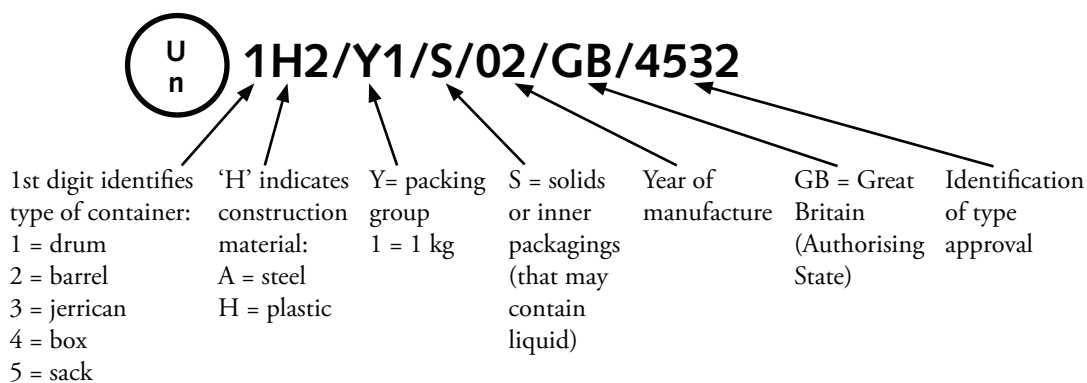 U
n
1H2/Y1/S/02/GB/4532
1st digit identifies
type of container:
1 = drum
2 = barrel
3 = jerrican
4 = box
5 = sack
‘H’ indicates
construction
material:
A = steel
H = plastic
Y= packing
group
1 = 1 kg
S = solids
or inner
packagings
(that may
contain
liquid)
Year of
manufacture
GB = Great
Britain
(Authorising
State)
Identification
of type
approval